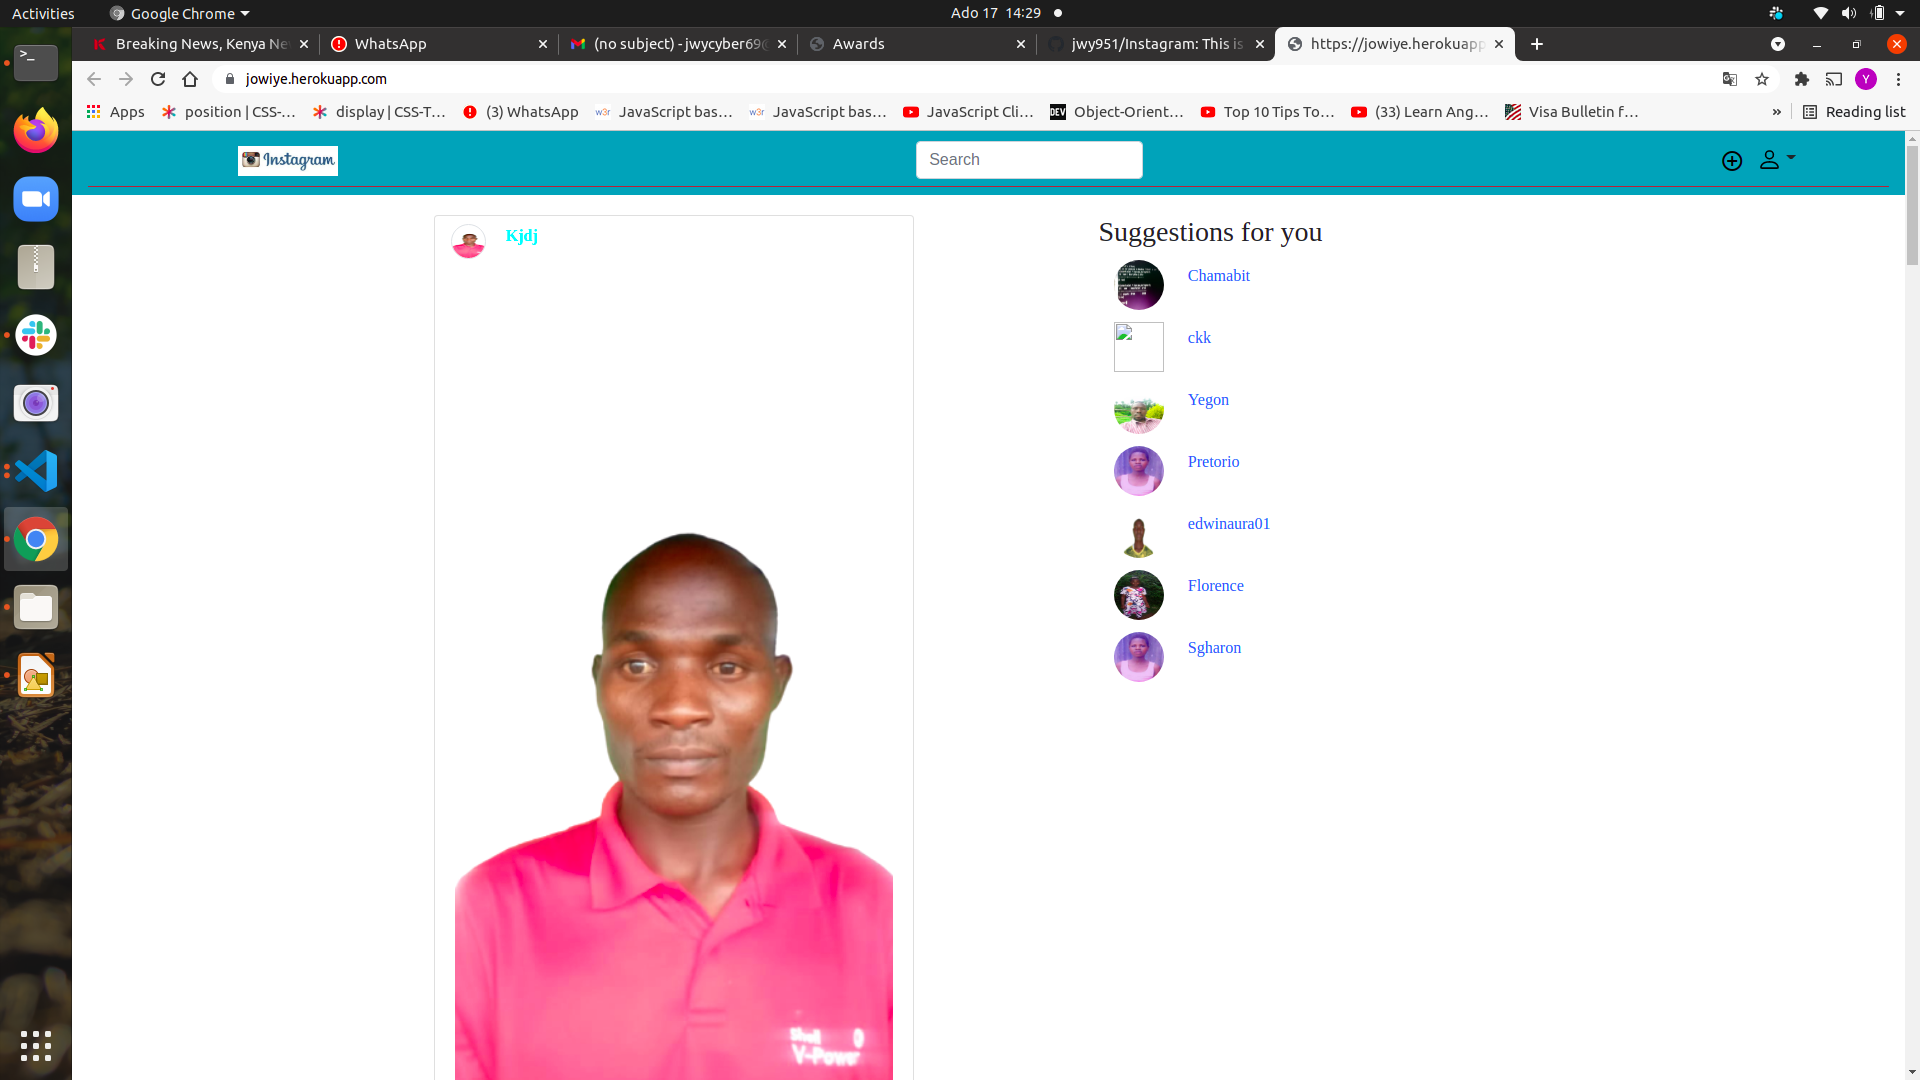 Activities
Google Chrome
Ado 17 14:29
Breaking News, Kenya Ne
WhatsApp
(no subject) - jwycyber69@
Awards
jwy951/Instagram: This is
https://jowiye.herokuapp
jowiye.herokuapp.com
Y
Apps
position | CSS-...
display | CSS-T...
(3) WhatsApp
w3r
JavaScript bas...
w3r
JavaScript bas...
JavaScript Cli...
DEV
Object-Orient...
Top 10 Tips To...
(33) Learn Ang...
Visa Bulletin f...
»
Reading list
Instagram
Search
Kjdj
Suggestions for you
Chamabit
ckk
Yegon
Pretorio
edwinaura01
Florence
Sgharon
Shell
V-Power